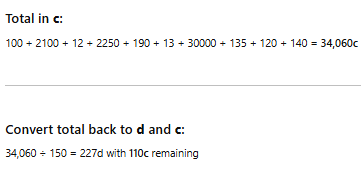 Total in c:
100 + 2100 + 12 + 2250 + 190 + 13 + 30000 + 135 + 120 + 140 = 34,060c
Convert total back to d and c:
34,060 ÷ 150 = 227d with 110c remaining